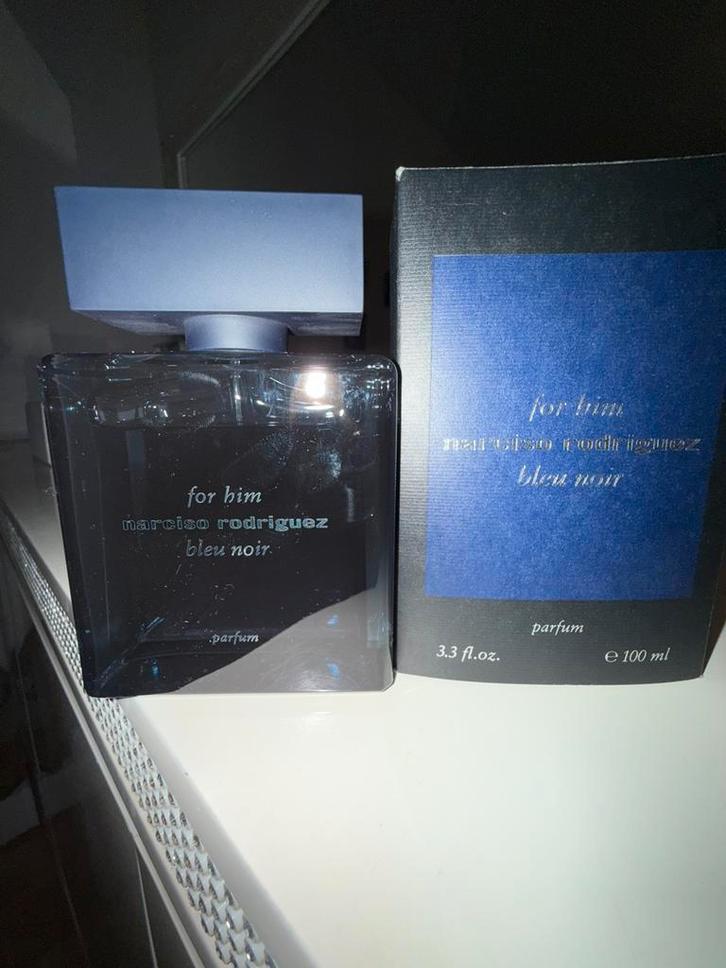 for him
narciso rodriguez
bleu noir
parfum
for him
narciso rodriguez
bleu noir
parfum
3.3 fl.oz.
e 100 ml